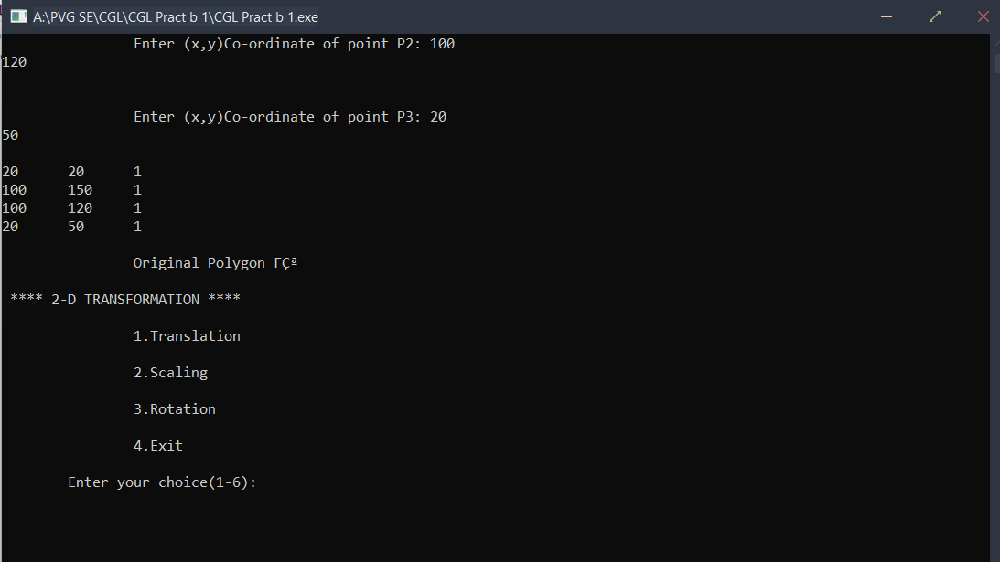 A:\PVG SE\CGL\CGL Pract b 1\CGL Pract b 1.exe
Enter (x,y)Co-ordinate of point P2: 100
120
Enter (x,y)Co-ordinate of point P3: 20
50
20 20 1
100 150 1
100 120 1
20 50 1
Original Polygon ΓÇª
**** 2-D TRANSFORMATION ****
1.Translation
2.Scaling
3.Rotation
4.Exit
Enter your choice(1-6):